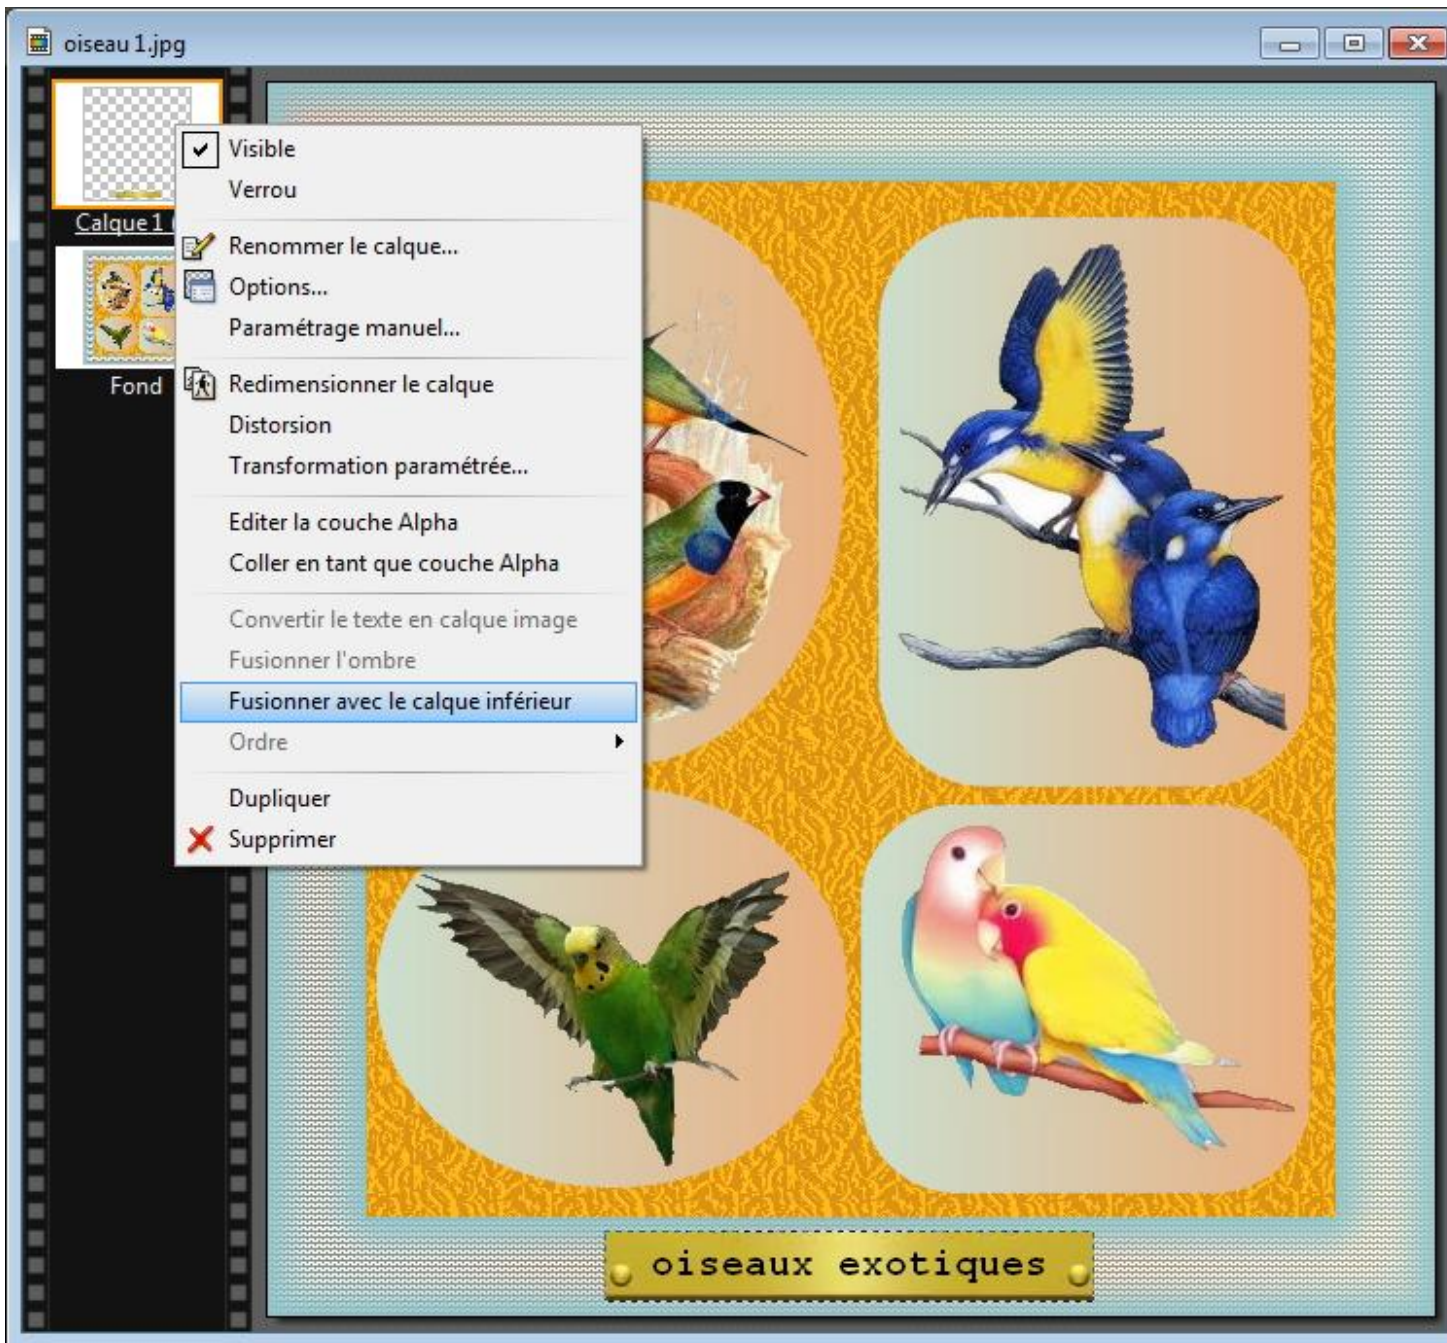 oiseau 1.jpg
Visible
Verrou
Calque 1 (
Renommer le calque...
Options...
Paramétrage manuel...
Fond
Redimensionner le calque
Distorsion
Transformation paramétrée...
Editer la couche Alpha
Coller en tant que couche Alpha
Convertir le texte en calque image
Fusionner l'ombre
Fusionner avec le calque inférieur
Ordre
Dupliquer
Supprimer
oiseaux exotiques